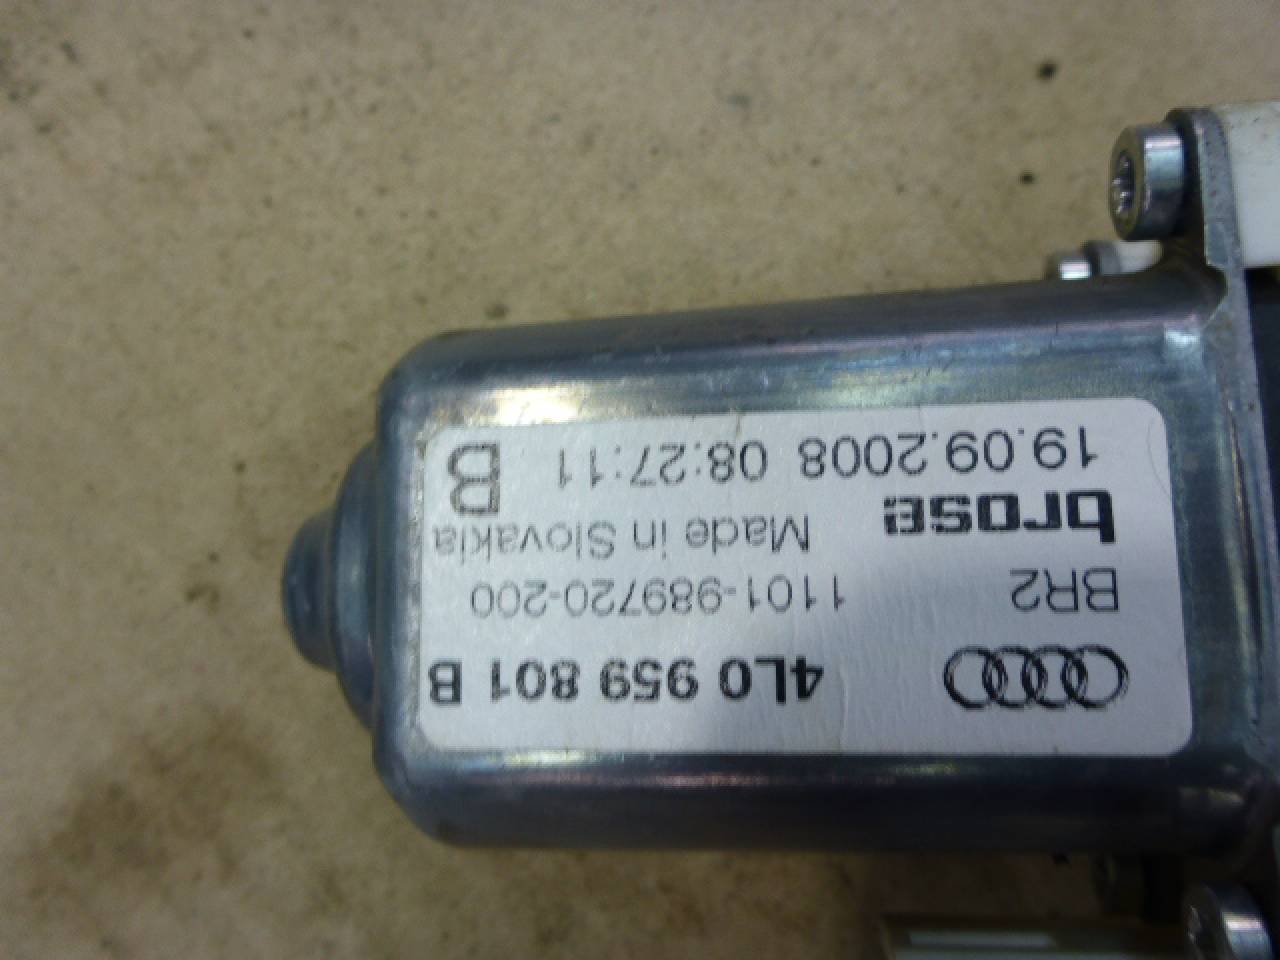 4L0 959 801 B
BR2 1101-989720-200
brose Made in Slovakia
19.09.2008 08:27:11 B